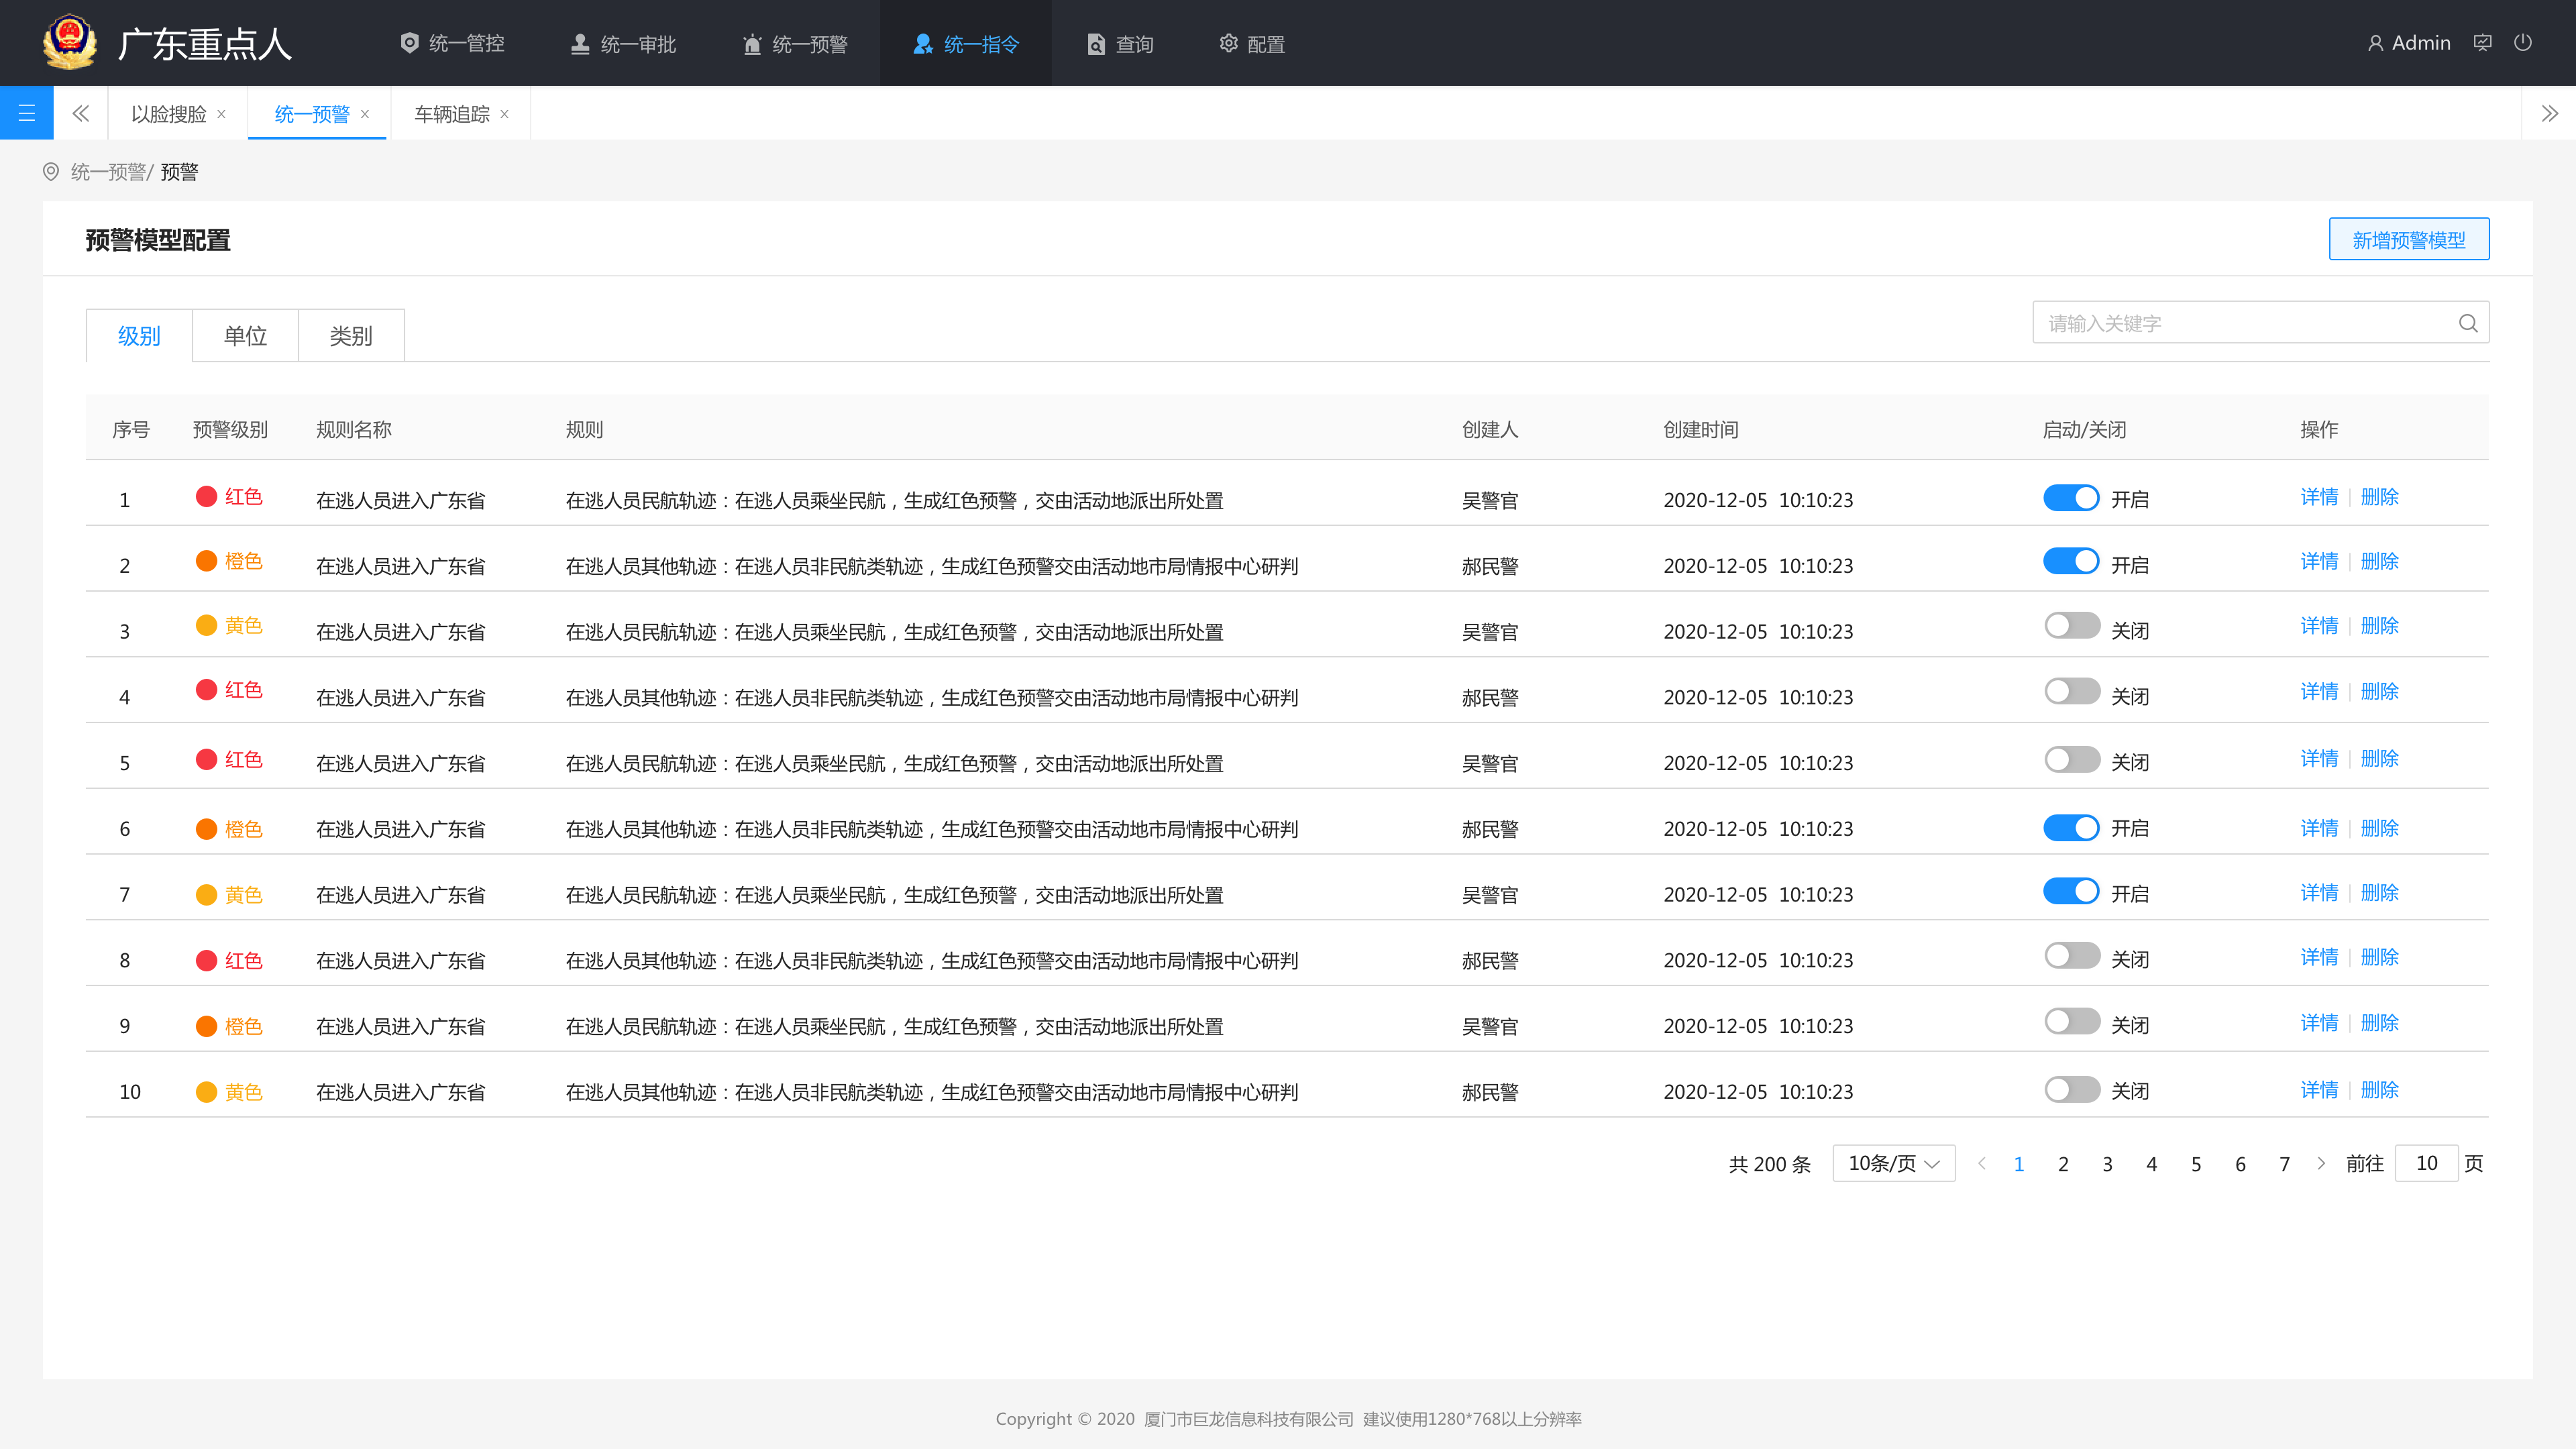 广东重点人 统一管控 统一审批 统一预警 统一指令 查询 配置 Admin
以脸搜脸 × 统一预警 × 车辆追踪 ×
统一预警/ 预警
预警模型配置 新增预警模型
级别 单位 类别 请输入关键字
序号 预警级别 规则名称 规则 创建人 创建时间 启动/关闭 操作
1 红色 在逃人员进入广东省 在逃人员民航轨迹：在逃人员乘坐民航，生成红色预警，交由活动地派出所处置 吴警官 2020-12-05 10:10:23 开启 详情 | 删除
2 橙色 在逃人员进入广东省 在逃人员其他轨迹：在逃人员非民航类轨迹，生成红色预警交由活动地市局情报中心研判 郝民警 2020-12-05 10:10:23 开启 详情 | 删除
3 黄色 在逃人员进入广东省 在逃人员民航轨迹：在逃人员乘坐民航，生成红色预警，交由活动地派出所处置 吴警官 2020-12-05 10:10:23 关闭 详情 | 删除
4 红色 在逃人员进入广东省 在逃人员其他轨迹：在逃人员非民航类轨迹，生成红色预警交由活动地市局情报中心研判 郝民警 2020-12-05 10:10:23 关闭 详情 | 删除
5 红色 在逃人员进入广东省 在逃人员民航轨迹：在逃人员乘坐民航，生成红色预警，交由活动地派出所处置 吴警官 2020-12-05 10:10:23 关闭 详情 | 删除
6 橙色 在逃人员进入广东省 在逃人员其他轨迹：在逃人员非民航类轨迹，生成红色预警交由活动地市局情报中心研判 郝民警 2020-12-05 10:10:23 开启 详情 | 删除
7 黄色 在逃人员进入广东省 在逃人员民航轨迹：在逃人员乘坐民航，生成红色预警，交由活动地派出所处置 吴警官 2020-12-05 10:10:23 开启 详情 | 删除
8 红色 在逃人员进入广东省 在逃人员其他轨迹：在逃人员非民航类轨迹，生成红色预警交由活动地市局情报中心研判 郝民警 2020-12-05 10:10:23 关闭 详情 | 删除
9 橙色 在逃人员进入广东省 在逃人员民航轨迹：在逃人员乘坐民航，生成红色预警，交由活动地派出所处置 吴警官 2020-12-05 10:10:23 关闭 详情 | 删除
10 黄色 在逃人员进入广东省 在逃人员其他轨迹：在逃人员非民航类轨迹，生成红色预警交由活动地市局情报中心研判 郝民警 2020-12-05 10:10:23 关闭 详情 | 删除
共 200 条 10条/页 1 2 3 4 5 6 7 前往 10 页
Copyright © 2020 厦门市巨龙信息科技有限公司 建议使用1280*768以上分辨率